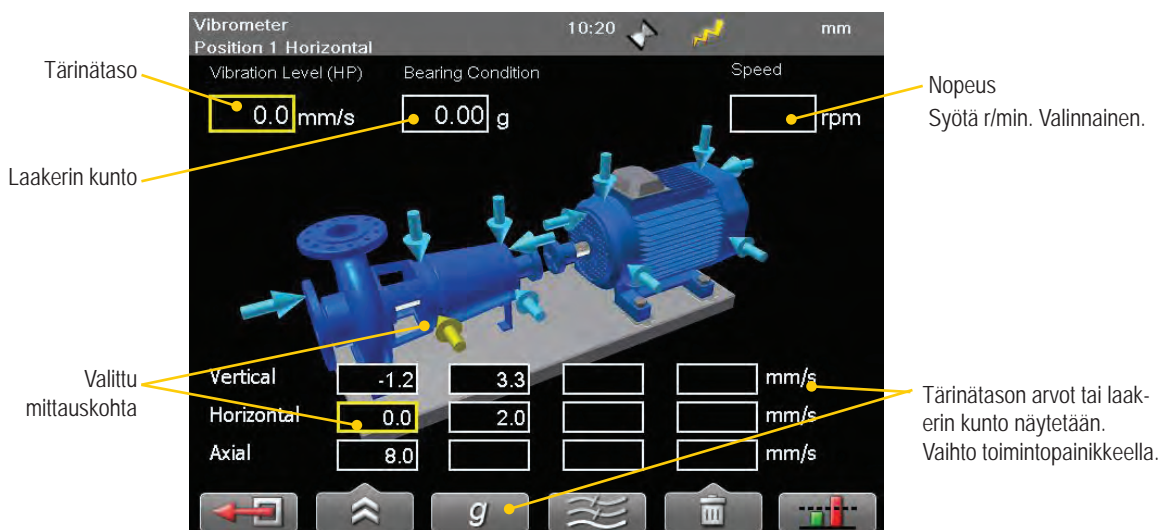 Vibrometer
Position 1 Horizontal
10:20
mm
Vibration Level (HP)
Bearing Condition
Speed
0.0 mm/s
0.00 g
rpm
Tärinätaso
Laakerin kunto
Nopeus
Syötä r/min. Valinnainen.
Valittu
mittauskohta
Vertical -1.2 3.3 mm/s
Horizontal 0.0 2.0 mm/s
Axial 8.0 mm/s
Tärinätason arvot tai laak-
erin kunto näytetään.
Vaihto toimintopainikkeella.
g